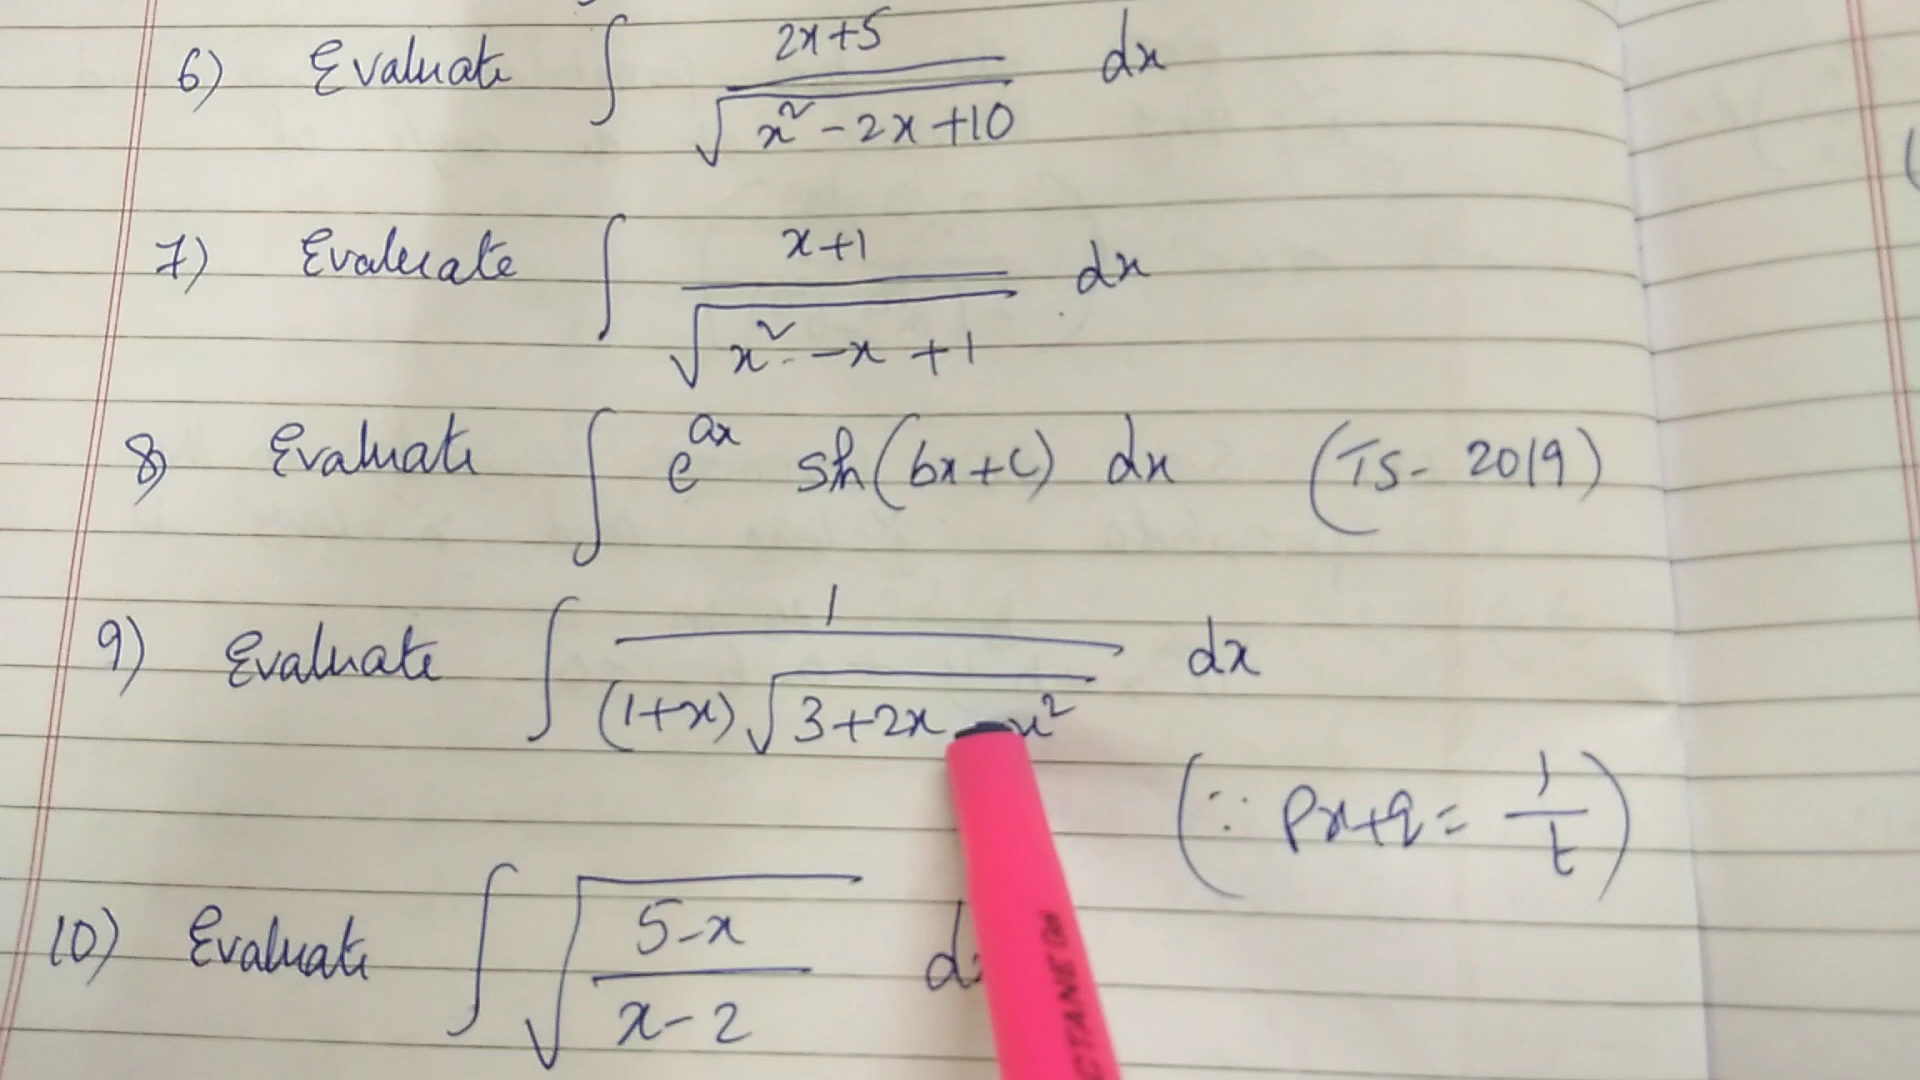 6) Evaluate ∫ 2x+5 / √(x² - 2x + 10) dx
7) Evaluate ∫ x+1 / √(x² - x + 1) dx
8) Evaluate ∫ e^(ax) sin(bx+c) dx (TS- 2019)
9) Evaluate ∫ 1 / (1+x)√(3+2x - x²) dx
(∵ px+q = 1/t)
10) Evaluate ∫ √(5-x / x-2)